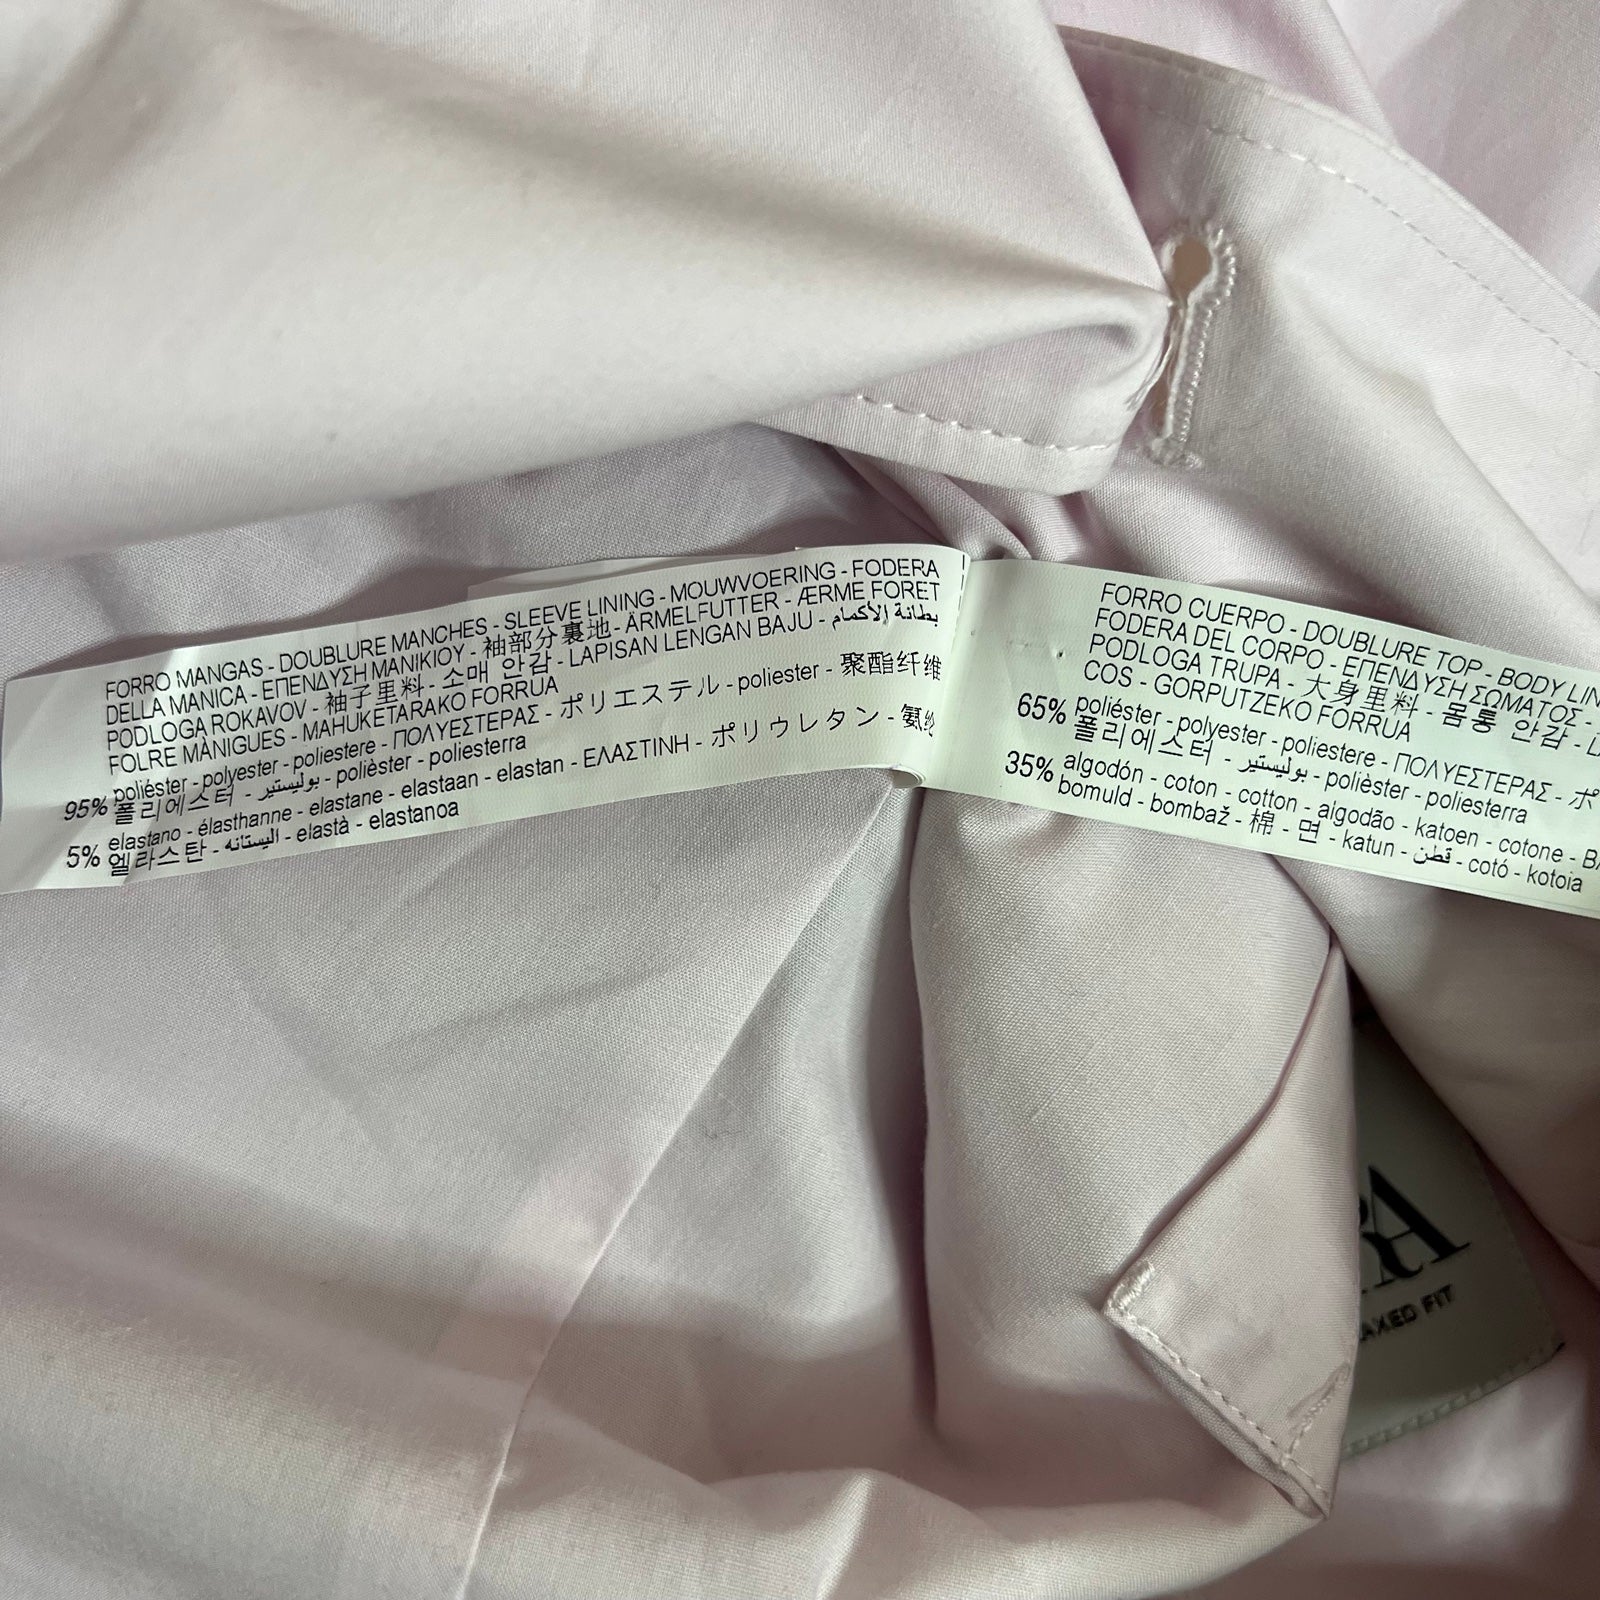 FORRO MANGAS - DOUBLURE MANCHES - SLEEVE LINING - MOUWVOERING - FODERA
DELLA MANICA - ΕΠΕΝΔΥΣΗ ΜΑΝΙΚΙΟΥ - 袖部分裏地 - ÄRMELFUTTER - ÆRME FORET
PODLOGA ROKAVOV - 袖子里料 - 소매 안감 - LAPISAN LENGAN BAJU - بطانة الأكمام
FOLRE MÀNIGUES - MAHUKETARAKO FORRUA
95% poliéster - polyester - poliestere - ΠΟΛΥΕΣΤΕΡΑΣ - ポリエステル - poliester - 聚酯纤维
폴리에스터 - بوليستير - polièster - poliesterra
5% elastano - élasthanne - elastane - elastaan - elastan - ΕΛΑΣΤΙΝΗ - ポリウレタン - 氨纶
엘라스탄 - اليستانه - elastà - elastanoa
FORRO CUERPO - DOUBLURE TOP - BODY LIN
FODERA DEL CORPO - ΕΠΕΝΔΥΣΗ ΣΩΜΑΤΟΣ -
PODLOGA TRUPA - 大身里料 - 몸통 안감 -
COS - GORPUTZEKO FORRUA
65% poliéster - polyester - poliestere - ΠΟΛΥΕΣΤΕΡΑΣ - ポ
폴리에스터 - بوليستير - polièster - poliesterra
35% algodón - coton - cotton - algodão - katoen - cotone - ΒΑ
bomuld - bombaž - 棉 - 면 - katun - قطن - cotó - kotoia
RA
AXED FIT